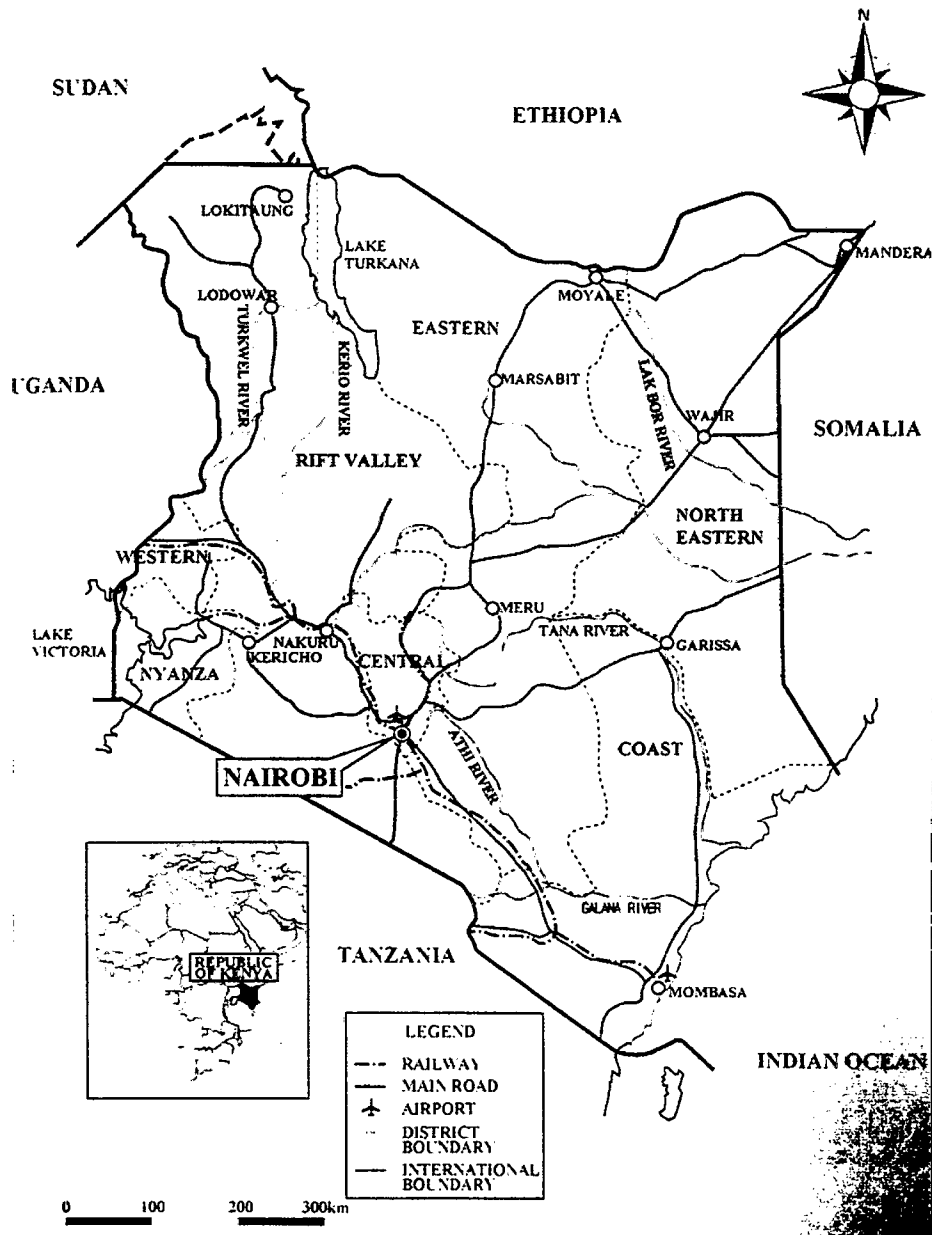 N
SUDAN
ETHIOPIA
LOKITAUNG
LAKE
TURKANA
MANDERA
LODOWAR
MOYALE
EASTERN
TURKWEL RIVER
KERIO RIVER
UGANDA
MARSABIT
LAK BOR RIVER
WAJIR
SOMALIA
RIFT VALLEY
NORTH
EASTERN
WESTERN
MERU
TANA RIVER
LAKE
VICTORIA
NAKURU
KERICHO
CENTRAL
GARISSA
NYANZA
ATHI RIVER
COAST
NAIROBI
GALANA RIVER
TANZANIA
REPUBLIC
OF KENYA
MOMBASA
LEGEND
RAILWAY
MAIN ROAD
AIRPORT
DISTRICT
BOUNDARY
INTERNATIONAL
BOUNDARY
INDIAN OCEAN
0 100 200 300km